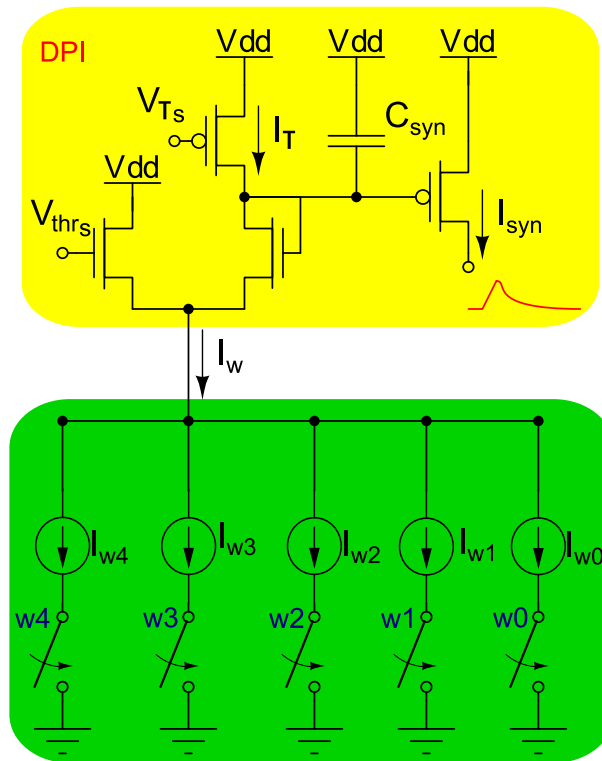 DPI
Vdd Vdd Vdd
VTs
IT
Csyn
Vdd
Vthrs
Isyn
Iw
Iw4 Iw3 Iw2 Iw1 Iw0
w4 w3 w2 w1 w0